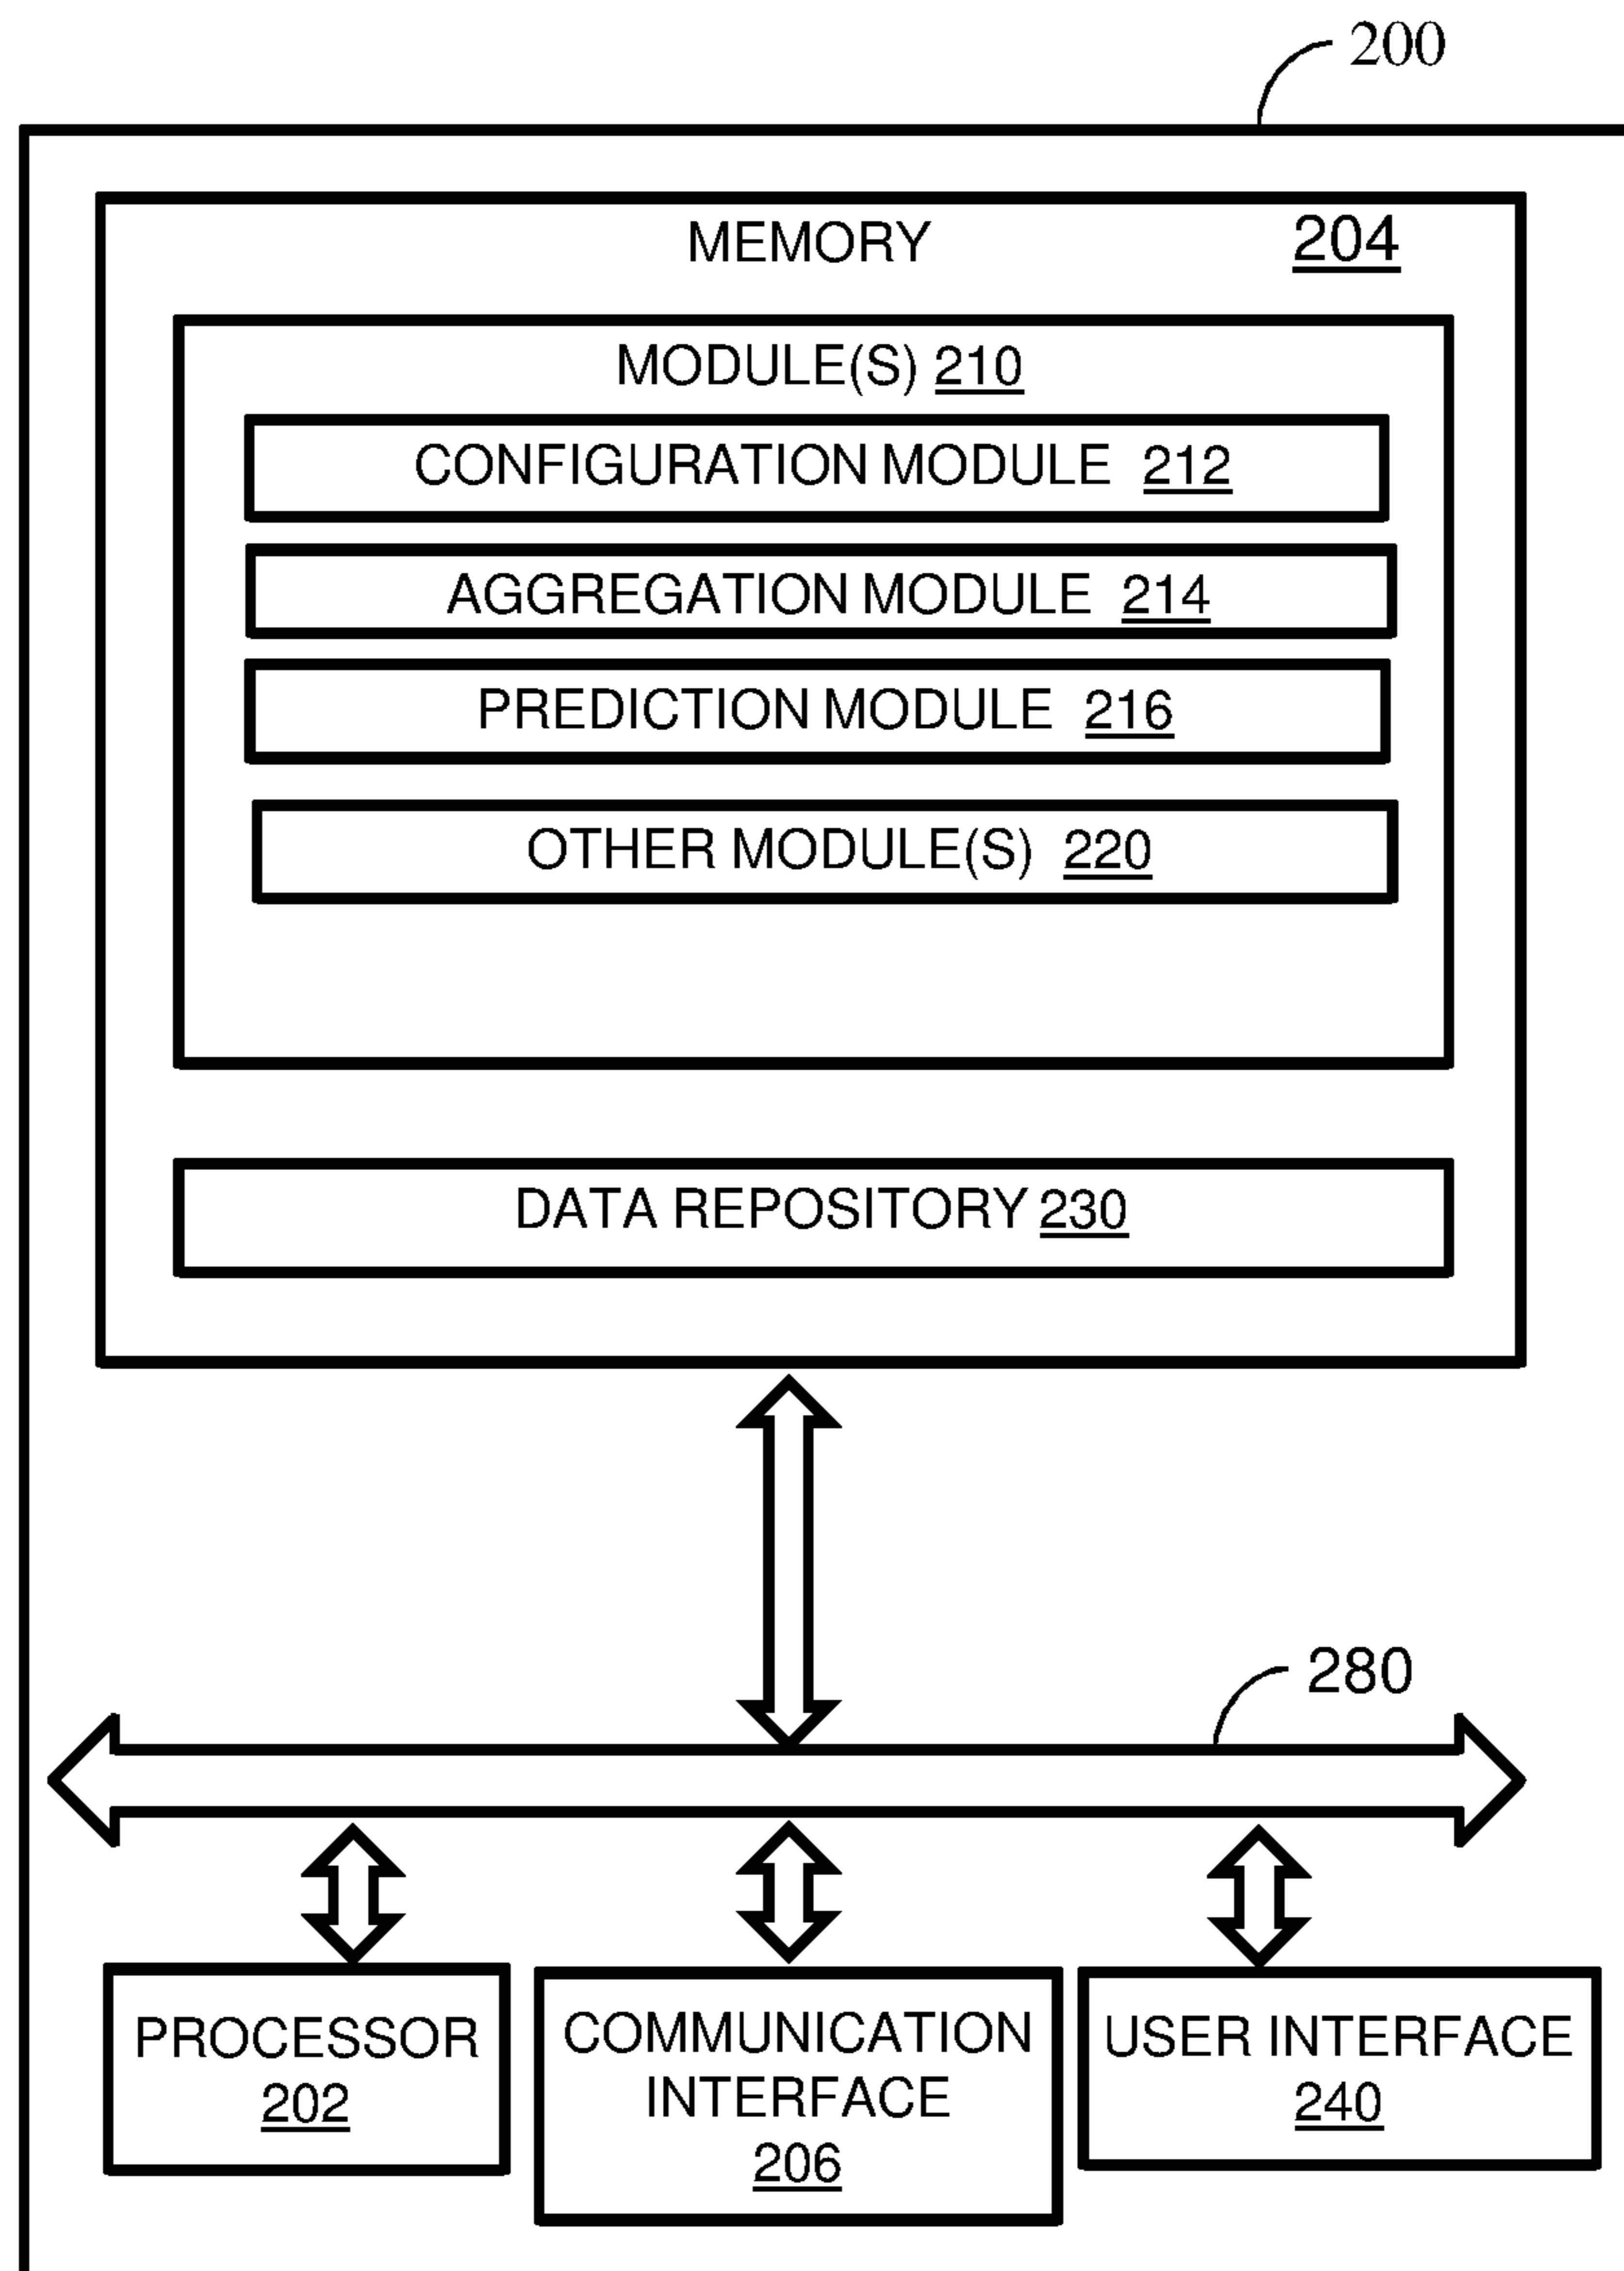 200
MEMORY 204
MODULE(S) 210
CONFIGURATION MODULE 212
AGGREGATION MODULE 214
PREDICTION MODULE 216
OTHER MODULE(S) 220
DATA REPOSITORY 230
280
PROCESSOR
202
COMMUNICATION
INTERFACE
206
USER INTERFACE
240